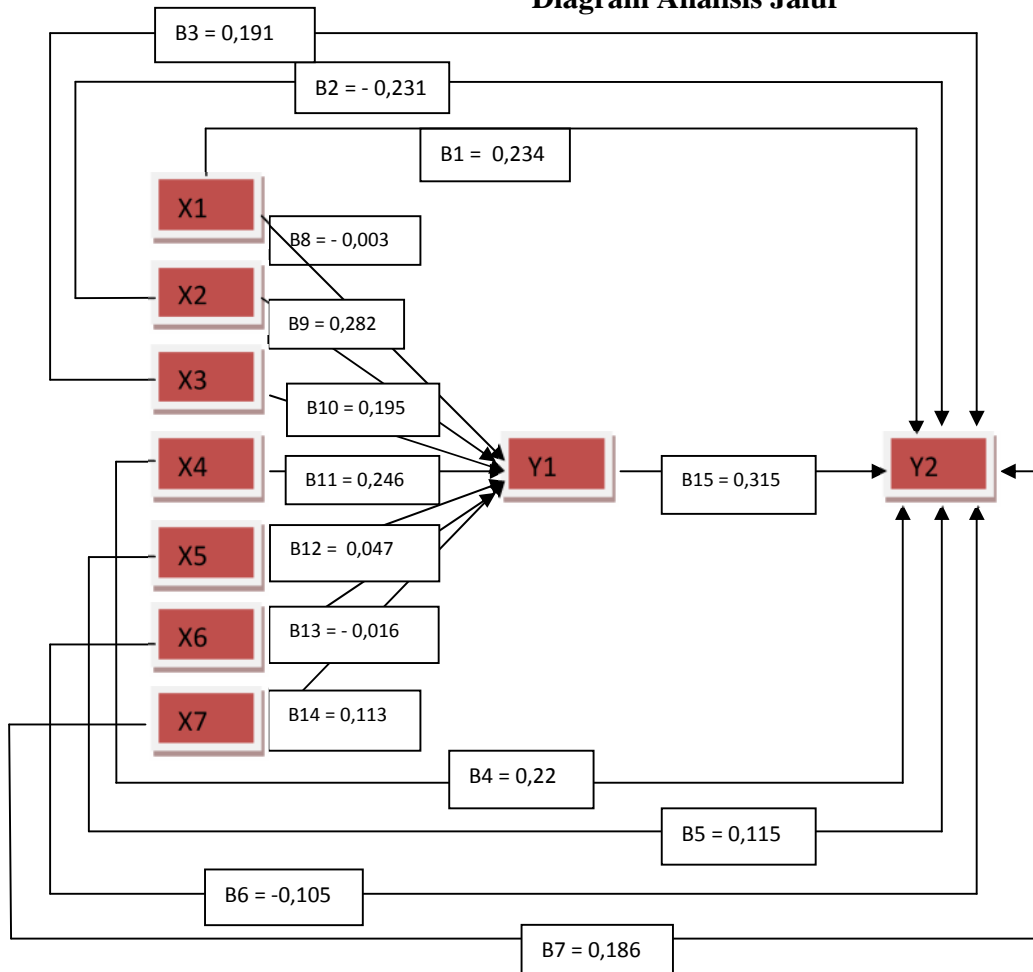 Diagram Analisis Jalur
B3 = 0,191
B2 = - 0,231
B1 =  0,234
X1
B8 = - 0,003
X2
B9 = 0,282
X3
B10 = 0,195
X4
B11 = 0,246
Y1
B15 = 0,315
Y2
X5
B12 =  0,047
X6
B13 = - 0,016
X7
B14 = 0,113
B4 = 0,22
B5 = 0,115
B6 = -0,105
B7 = 0,186